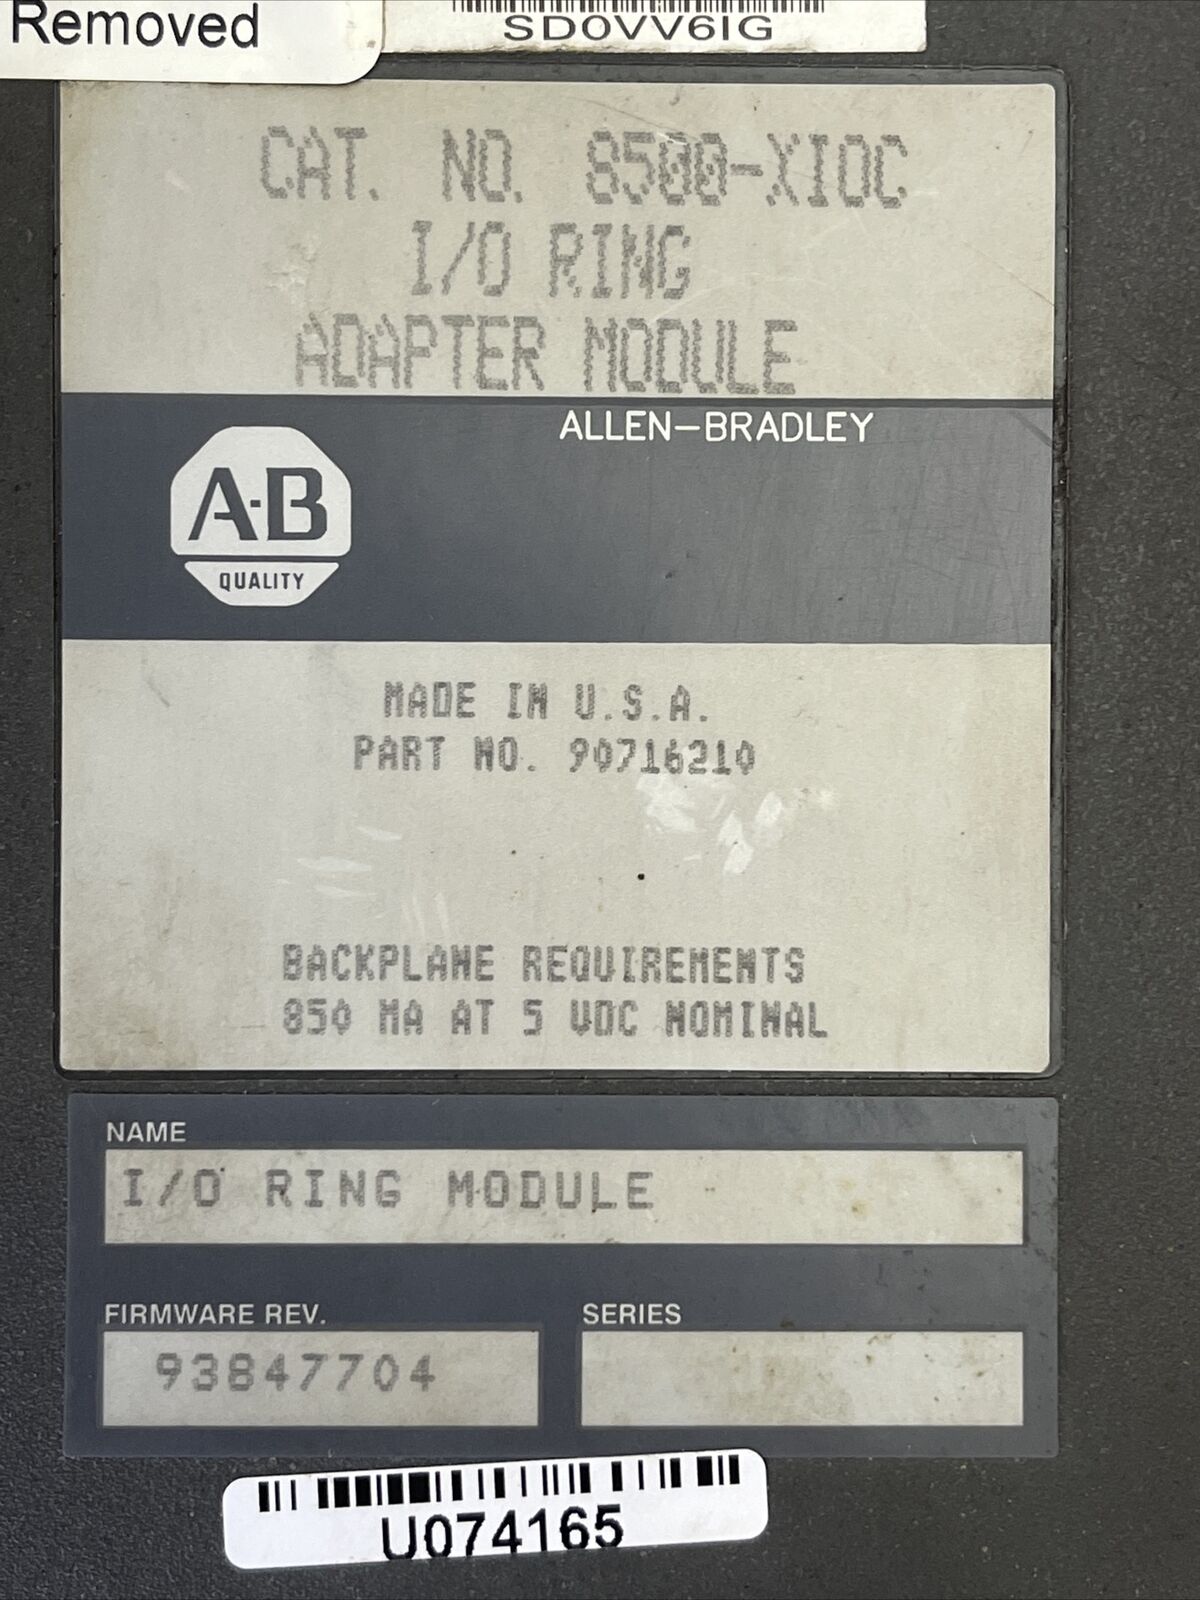 Removed
SD0VV6IG
CAT. NO. 8500-XIOC
I/O RING
ADAPTER MODULE
ALLEN-BRADLEY
A-B
QUALITY
MADE IN U.S.A.
PART NO. 90716210
BACKPLANE REQUIREMENTS
850 MA AT 5 VDC NOMINAL
NAME
I/O RING MODULE
FIRMWARE REV.
SERIES
93847704
U074165